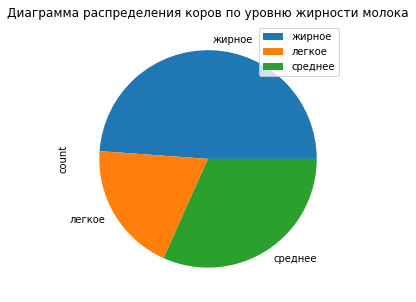 Диаграмма распределения коров по уровню жирности молока
жирное
жирное
легкое
среднее
count
легкое
среднее